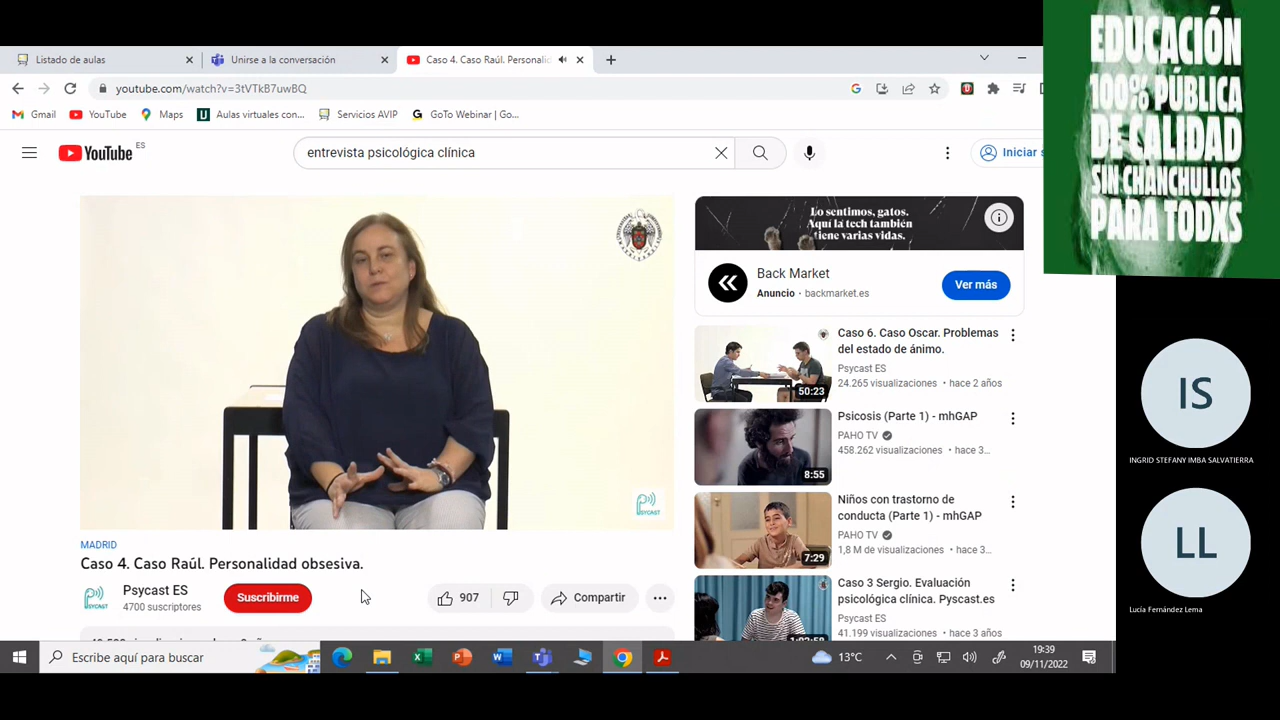 EDUCACIÓN
100% PÚBLICA
DE CALIDAD
SIN CHANCHULLOS
PARA TODXS
Listado de aulas
Unirse a la conversación
Caso 4. Caso Raúl. Personalid
youtube.com/watch?v=3tVTkB7uwBQ
Gmail
YouTube
Maps
Aulas virtuales con...
Servicios AVIP
GoTo Webinar | Go...
YouTube ES
entrevista psicológica clínica
Iniciar s
PSYCAST
MADRID
Caso 4. Caso Raúl. Personalidad obsesiva.
Psycast ES
4700 suscriptores
Suscribirme
907
Compartir
Lo sentimos, gatos.
Aquí la tech también
tiene varias vidas.
Back Market
Anuncio · backmarket.es
Ver más
Caso 6. Caso Oscar. Problemas
del estado de ánimo.
Psycast ES
24.265 visualizaciones · hace 2 años
50:23
Psicosis (Parte 1) - mhGAP
PAHO TV
458.262 visualizaciones · hace 3...
8:55
Niños con trastorno de
conducta (Parte 1) - mhGAP
PAHO TV
1,8 M de visualizaciones · hace 3...
7:29
Caso 3 Sergio. Evaluación
psicológica clínica. Pyscast.es
41.199 visualizaciones · hace 3 años
IS
INGRID STEFANY IMBA SALVATIERRA
LL
Lucía Fernández Lema
Escribe aquí para buscar
13°C
19:39
09/11/2022